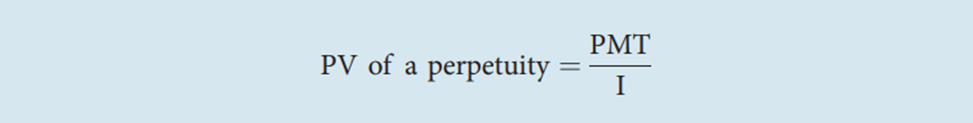 PV of a perpetuity = PMT / I